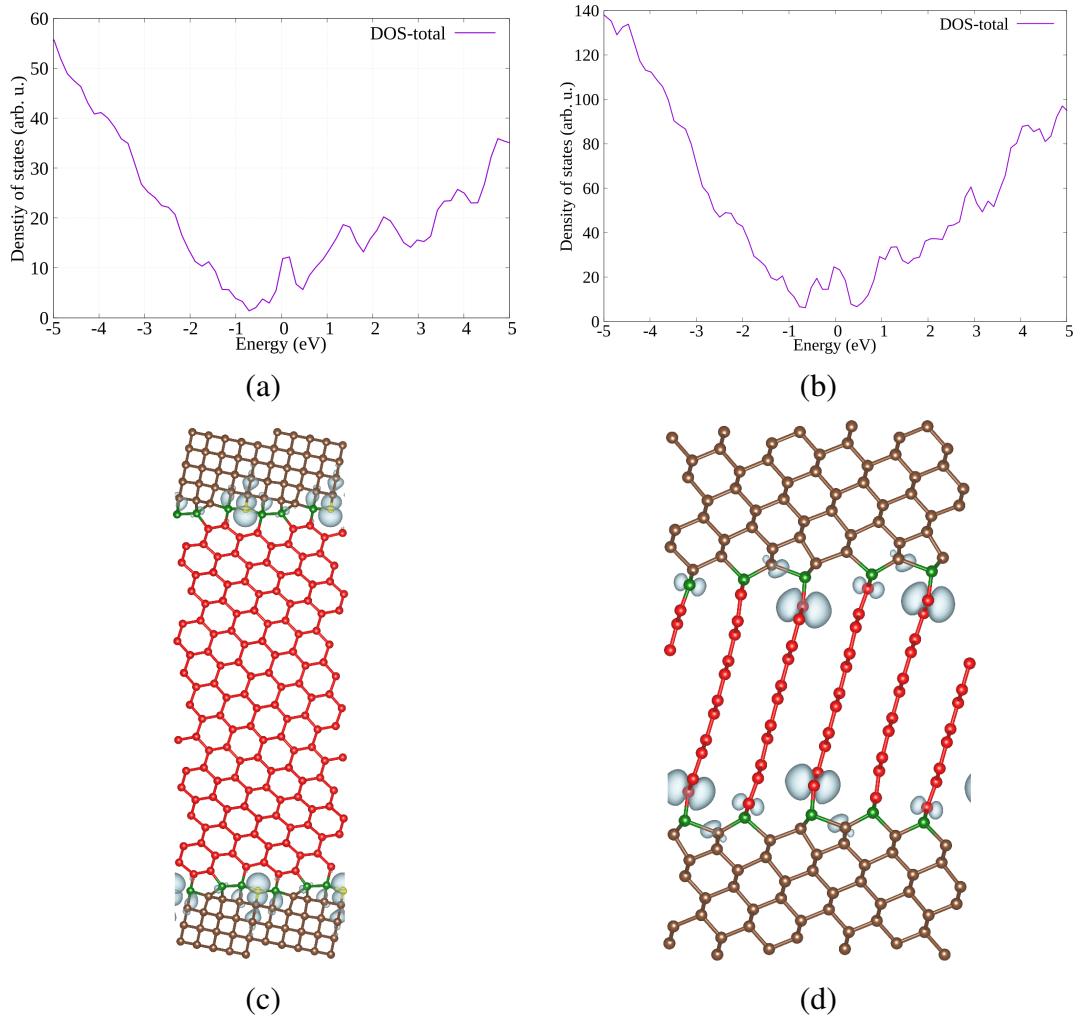 DOS-total
Denstiy of states (arb. u.)
60
50
40
30
20
10
0
-5 -4 -3 -2 -1 0 1 2 3 4 5
Energy (eV)
(a)
DOS-total
Density of states (arb. u.)
140
120
100
80
60
40
20
0
-5 -4 -3 -2 -1 0 1 2 3 4 5
Energy (eV)
(b)
(c)
(d)